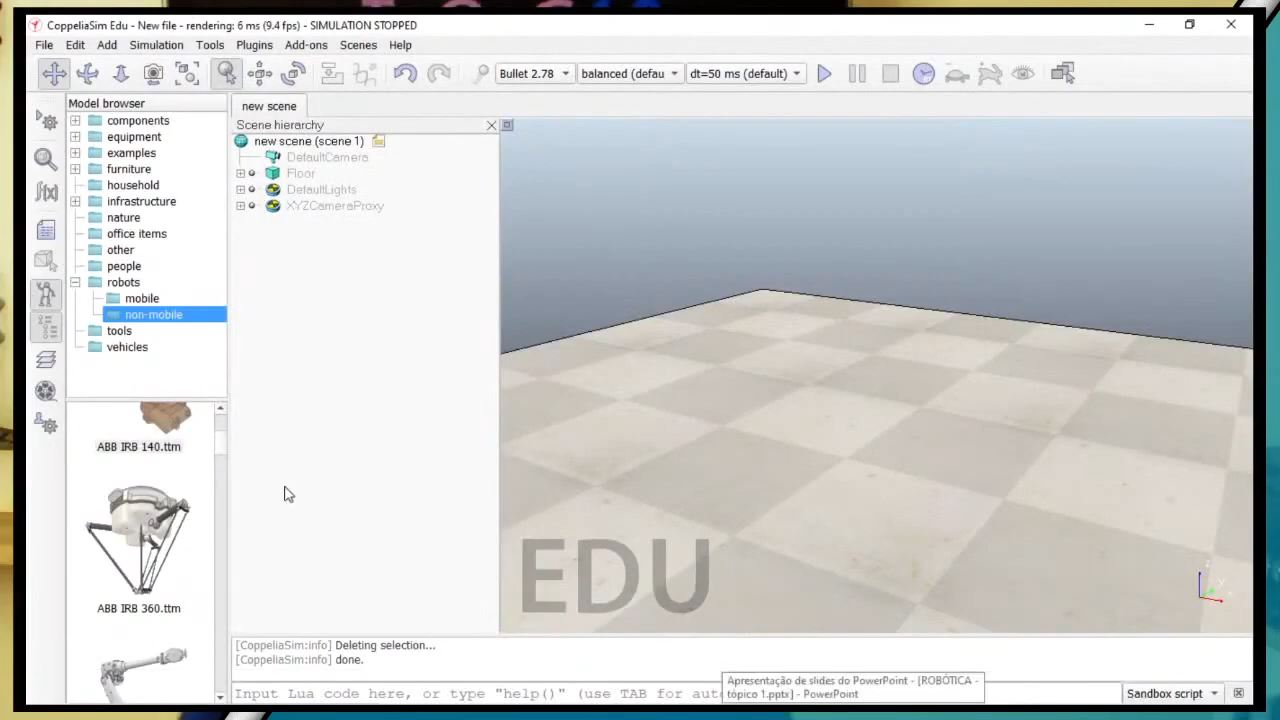 CoppeliaSim Edu - New file - rendering: 6 ms (9.4 fps) - SIMULATION STOPPED
File Edit Add Simulation Tools Plugins Add-ons Scenes Help
Bullet 2.78 balanced (defau dt=50 ms (default)
Model browser
components
equipment
examples
furniture
household
infrastructure
nature
office items
other
people
robots
mobile
non-mobile
tools
vehicles
ABB IRB 140.ttm
ABB IRB 360.ttm
new scene
Scene hierarchy
new scene (scene 1)
DefaultCamera
Floor
DefaultLights
XYZCameraProxy
f(x)
EDU
[CoppeliaSim:info] Deleting selection...
[CoppeliaSim:info] done.
Input Lua code here, or type "help()" (use TAB for aut
Apresentação de slides do PowerPoint - [ROBÓTICA -
tópico 1.pptx] - PowerPoint
Sandbox script